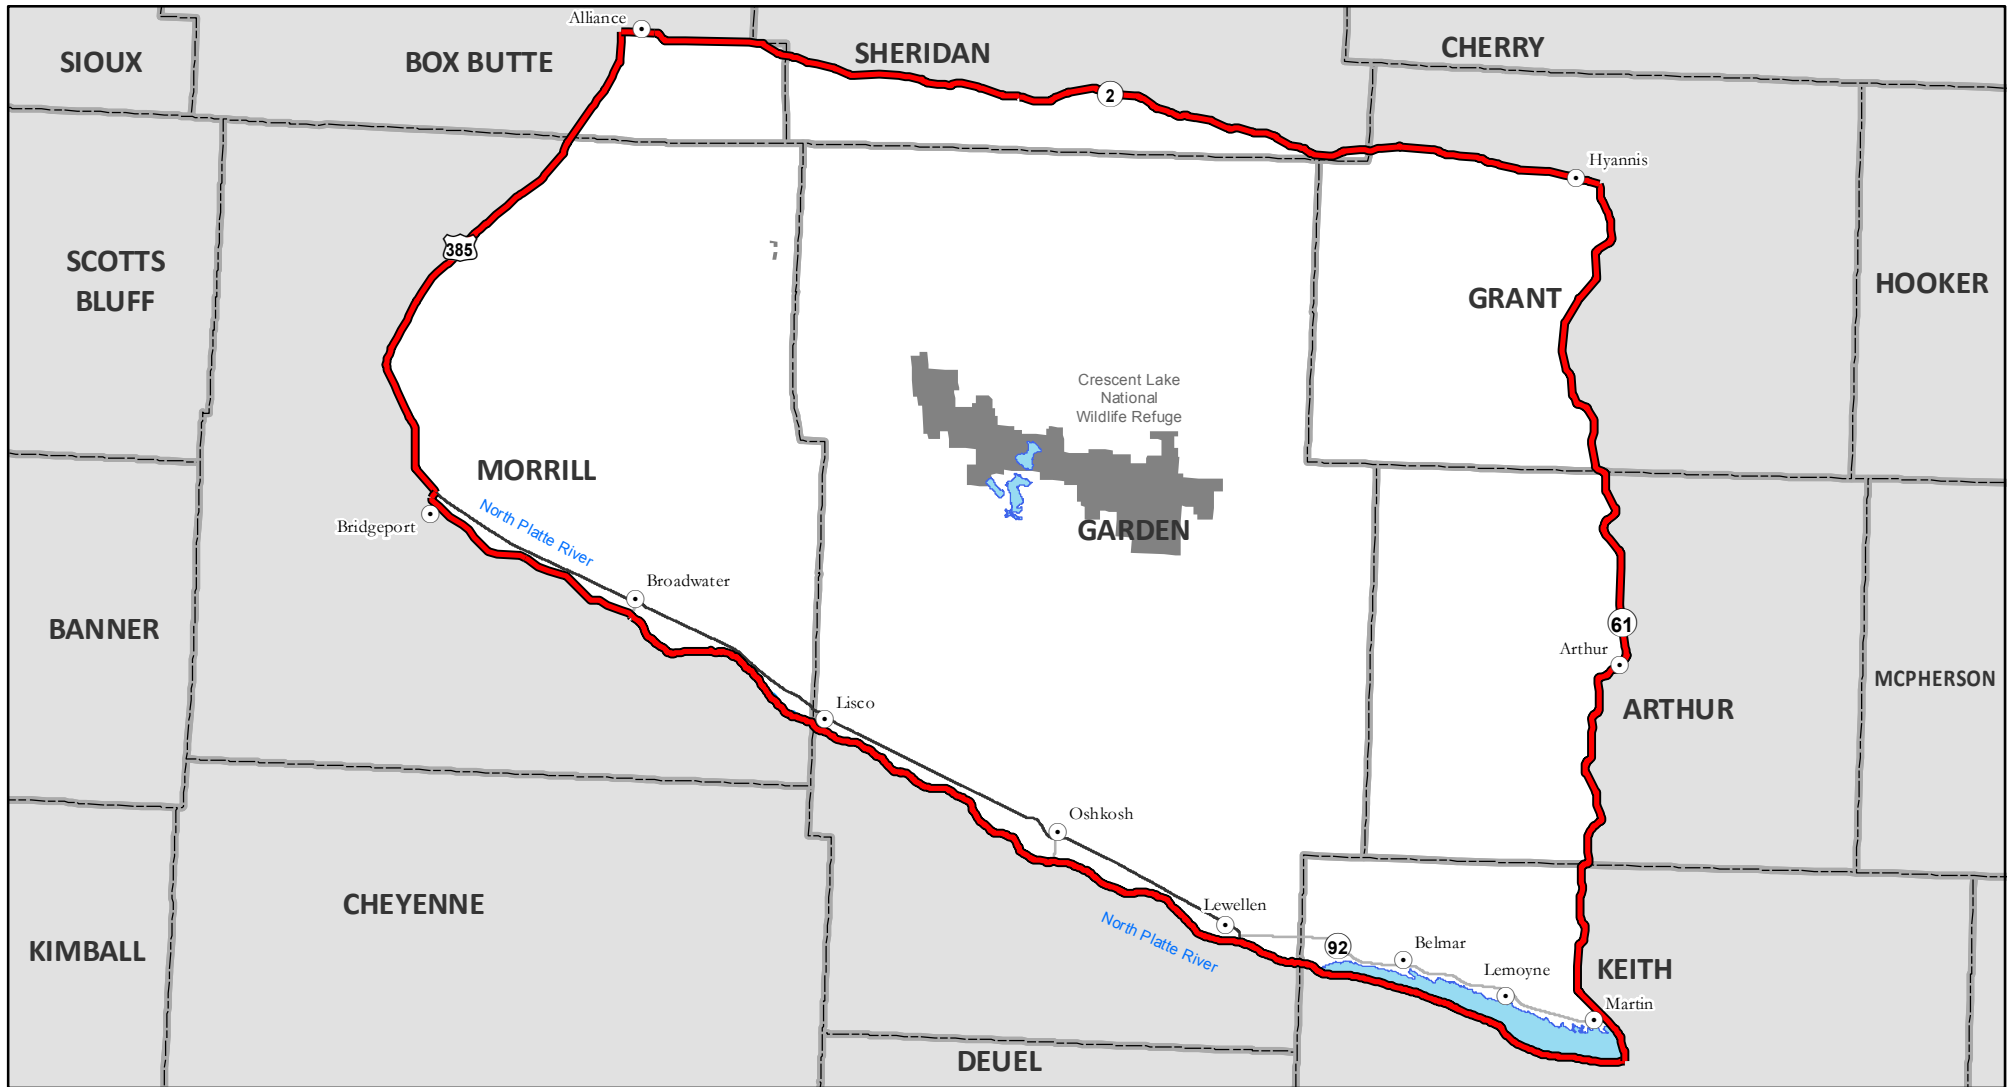 Alliance
SIOUX
BOX BUTTE
SHERIDAN
CHERRY
2
Hyannis
385
SCOTTS
BLUFF
GRANT
HOOKER
Crescent Lake
National
Wildlife Refuge
MORRILL
North Platte River
GARDEN
Bridgeport
Broadwater
BANNER
61
Arthur
MCPHERSON
Lisco
ARTHUR
Oshkosh
CHEYENNE
Lewellen
North Platte River
92
Belmar
KIMBALL
Lemoyne
KEITH
Martin
DEUEL